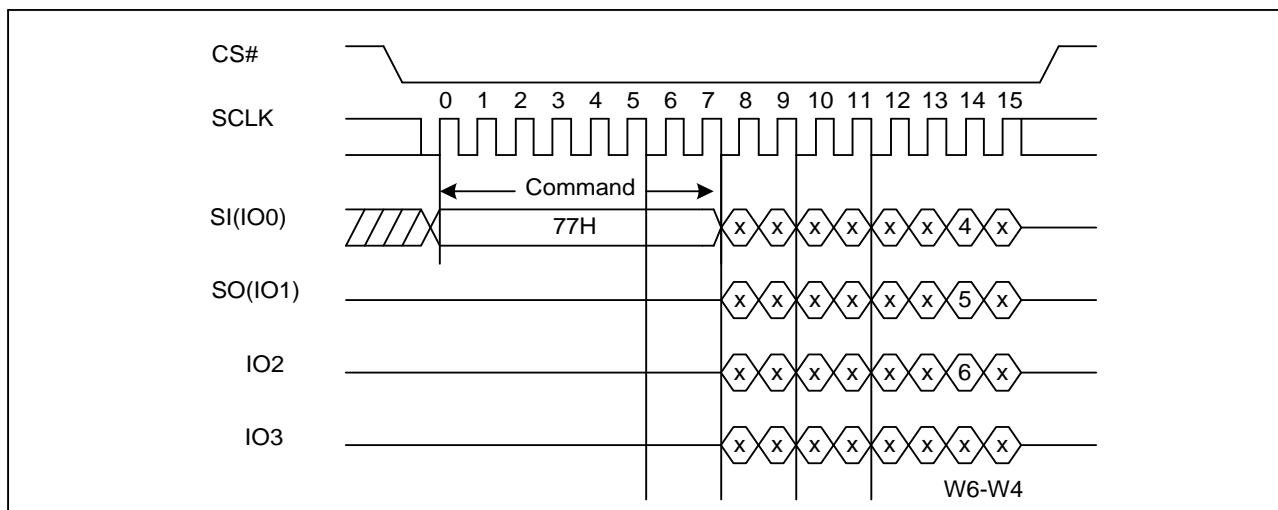 CS#
0 1 2 3 4 5 6 7 8 9 10 11 12 13 14 15
SCLK
Command
SI(IO0) 77H x x x x x x 4 x
SO(IO1) x x x x x x 5 x
IO2 x x x x x x 6 x
IO3 x x x x x x x x
W6-W4